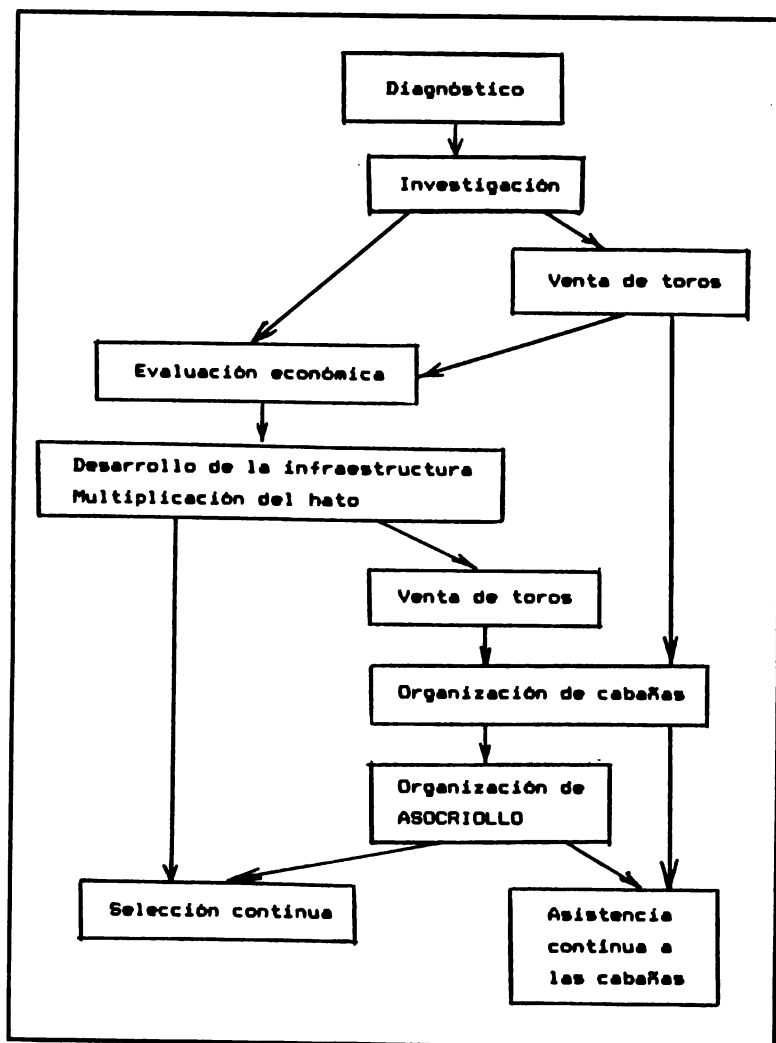 Diagnóstico
Investigación
Venta de toros
Evaluación económica
Desarrollo de la infraestructura
Multiplicación del hato
Venta de toros
Organización de cabañas
Organización de
ASOCRIOLLO
Selección continua
Asistencia
contínua a
las cabañas